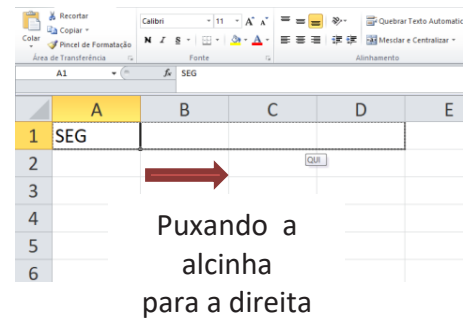 Recortar
Copiar
Colar
Pincel de Formatação
Área de Transferência
Calibri 11 A A
N I S A
Fonte
Quebrar Texto Automatic
Mesclar e Centralizar
Alinhamento
A1 fx SEG
A B C D E
1 SEG
2 QUI
3
4
5
6
Puxando a
alcinha
para a direita